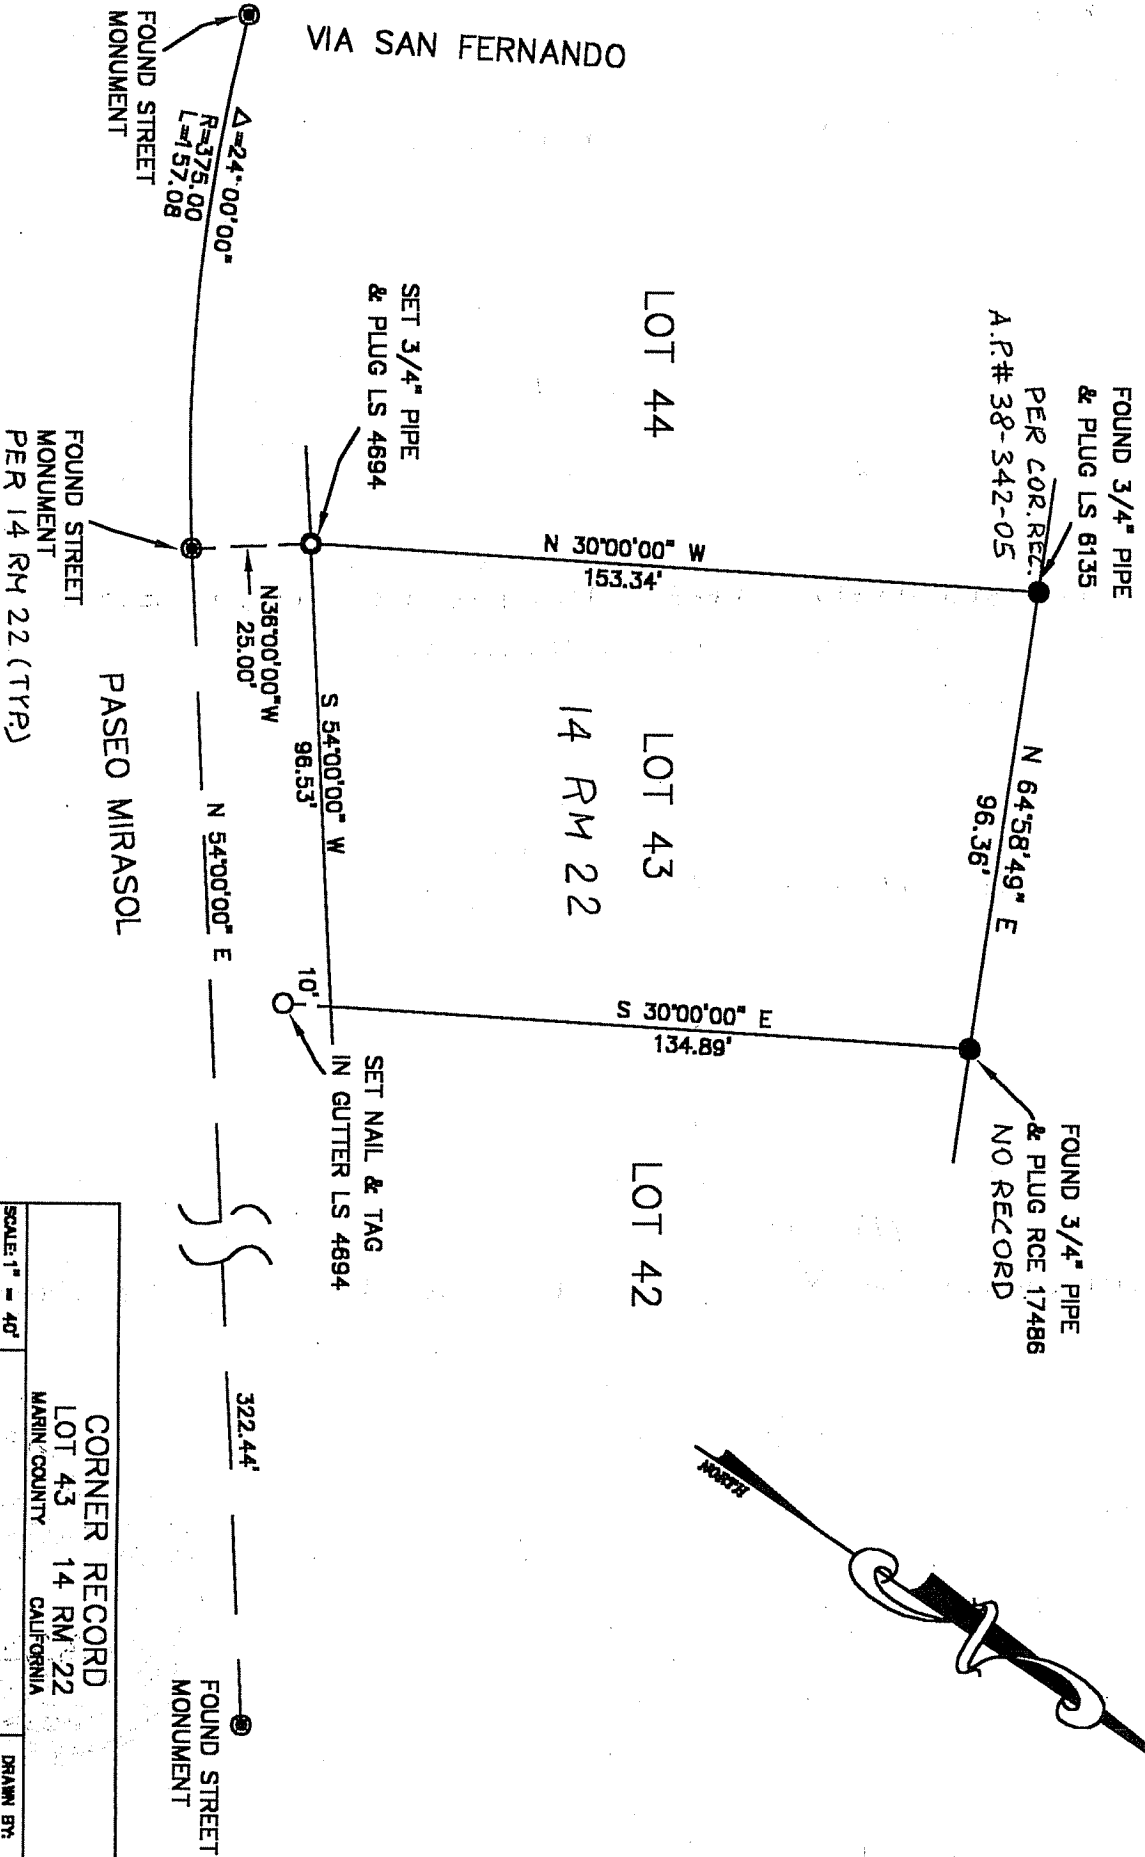 VIA SAN FERNANDO
FOUND STREET
MONUMENT
Δ=24°00'00"
R=375.00
L=157.08
FOUND 3/4" PIPE
& PLUG LS 6135
PER COR. REC.
A.P.# 38-342-05
LOT 44
SET 3/4" PIPE
& PLUG LS 4694
N 30°00'00" W
153.34'
N 64°58'49" E
96.36'
LOT 43
14 RM 22
FOUND STREET
MONUMENT
PER 14 RM 22 (TYP.)
N36°00'00"W
25.00'
S 54°00'00" W
96.53'
PASEO MIRASOL
N 54°00'00" E
10'
S 30°00'00" E
134.89'
SET NAIL & TAG
IN GUTTER LS 4694
FOUND 3/4" PIPE
& PLUG RCE 17486
NO RECORD
LOT 42
322.44'
FOUND STREET
MONUMENT
NORTH
CORNER RECORD
LOT 43 14 RM 22
MARIN COUNTY CALIFORNIA
SCALE: 1" = 40'
DRAWN BY: